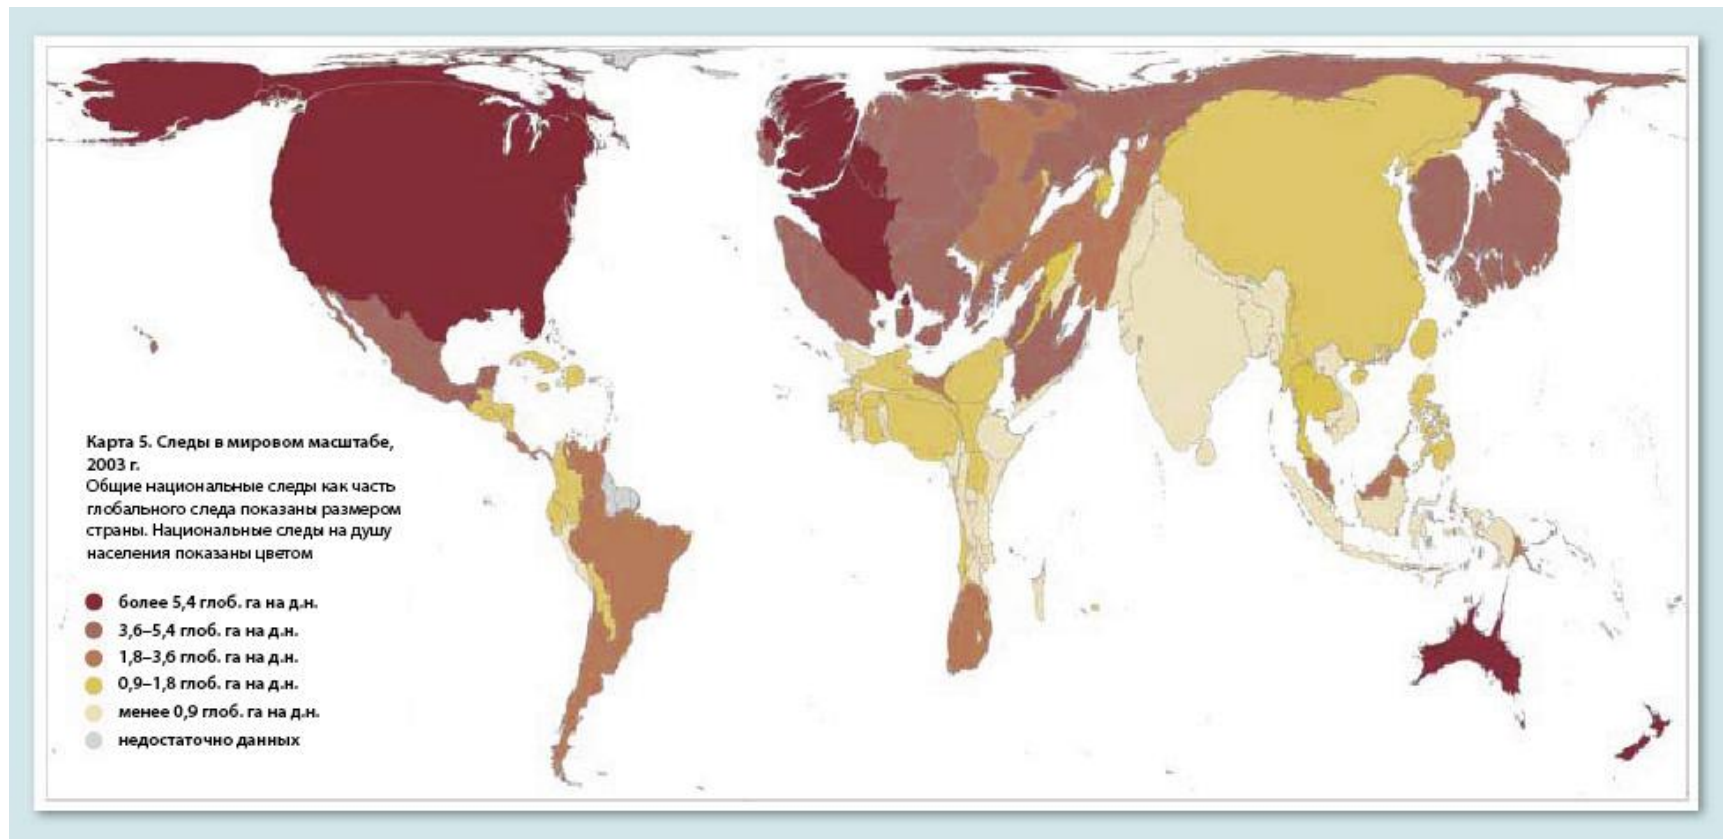 Карта 5. Следы в мировом масштабе,
2003 г.
Общие национальные следы как часть
глобального следа показаны размером
страны. Национальные следы на душу
населения показаны цветом
более 5,4 глоб. га на д.н.
3,6–5,4 глоб. га на д.н.
1,8–3,6 глоб. га на д.н.
0,9–1,8 глоб. га на д.н.
менее 0,9 глоб. га на д.н.
недостаточно данных